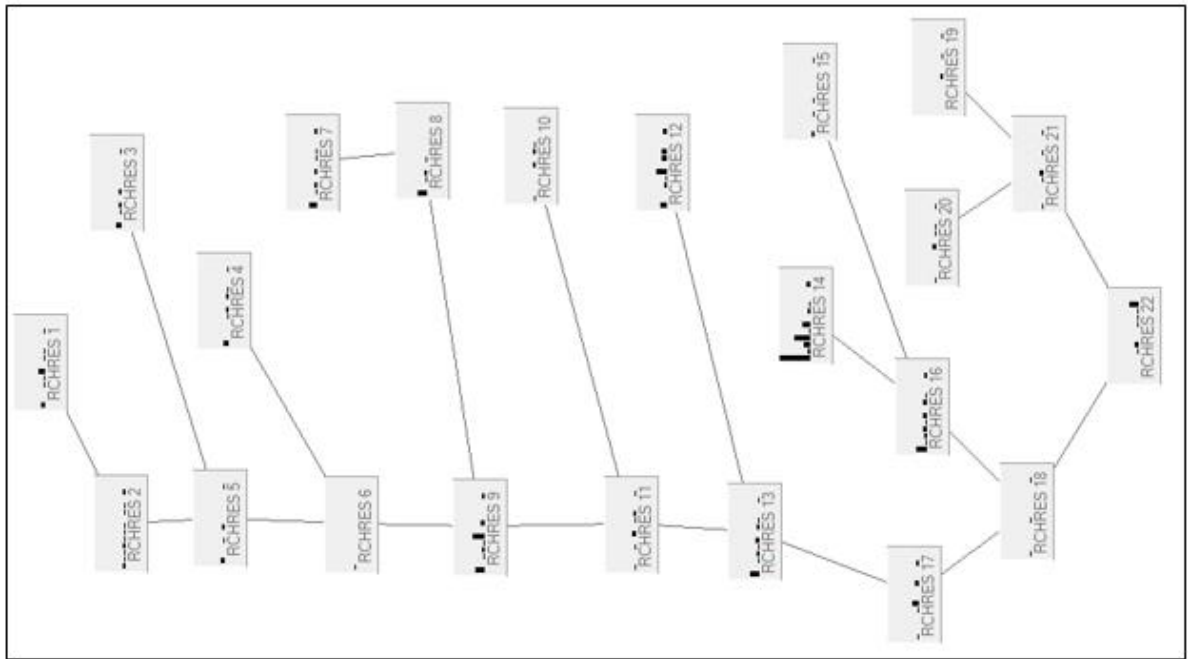 RCHRES 1
RCHRES 2
RCHRES 3
RCHRES 4
RCHRES 5
RCHRES 6
RCHRES 7
RCHRES 8
RCHRES 9
RCHRES 10
RCHRES 11
RCHRES 12
RCHRES 13
RCHRES 14
RCHRES 15
RCHRES 16
RCHRES 17
RCHRES 18
RCHRES 19
RCHRES 20
RCHRES 21
RCHRES 22